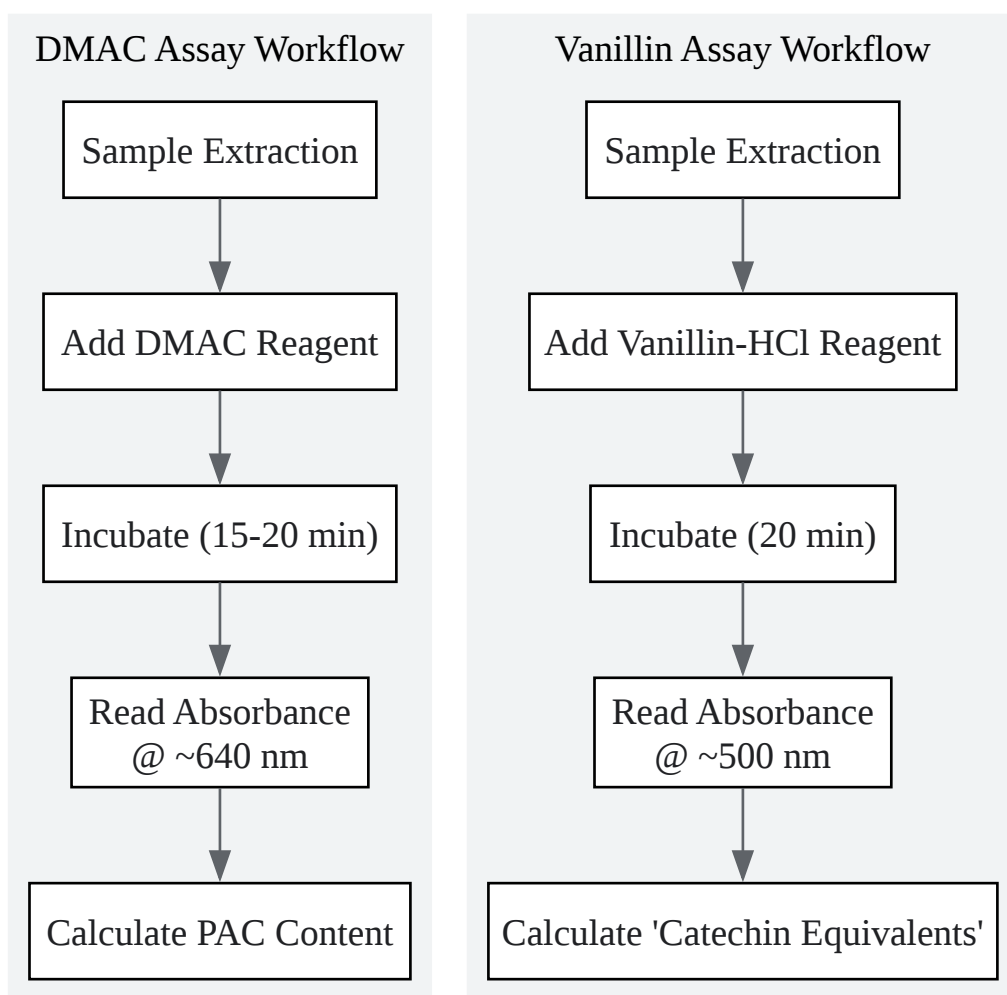 DMAC Assay Workflow
Sample Extraction
Add DMAC Reagent
Incubate (15-20 min)
Read Absorbance
@ ~640 nm
Calculate PAC Content
Vanillin Assay Workflow
Sample Extraction
Add Vanillin-HCl Reagent
Incubate (20 min)
Read Absorbance
@ ~500 nm
Calculate 'Catechin Equivalents'